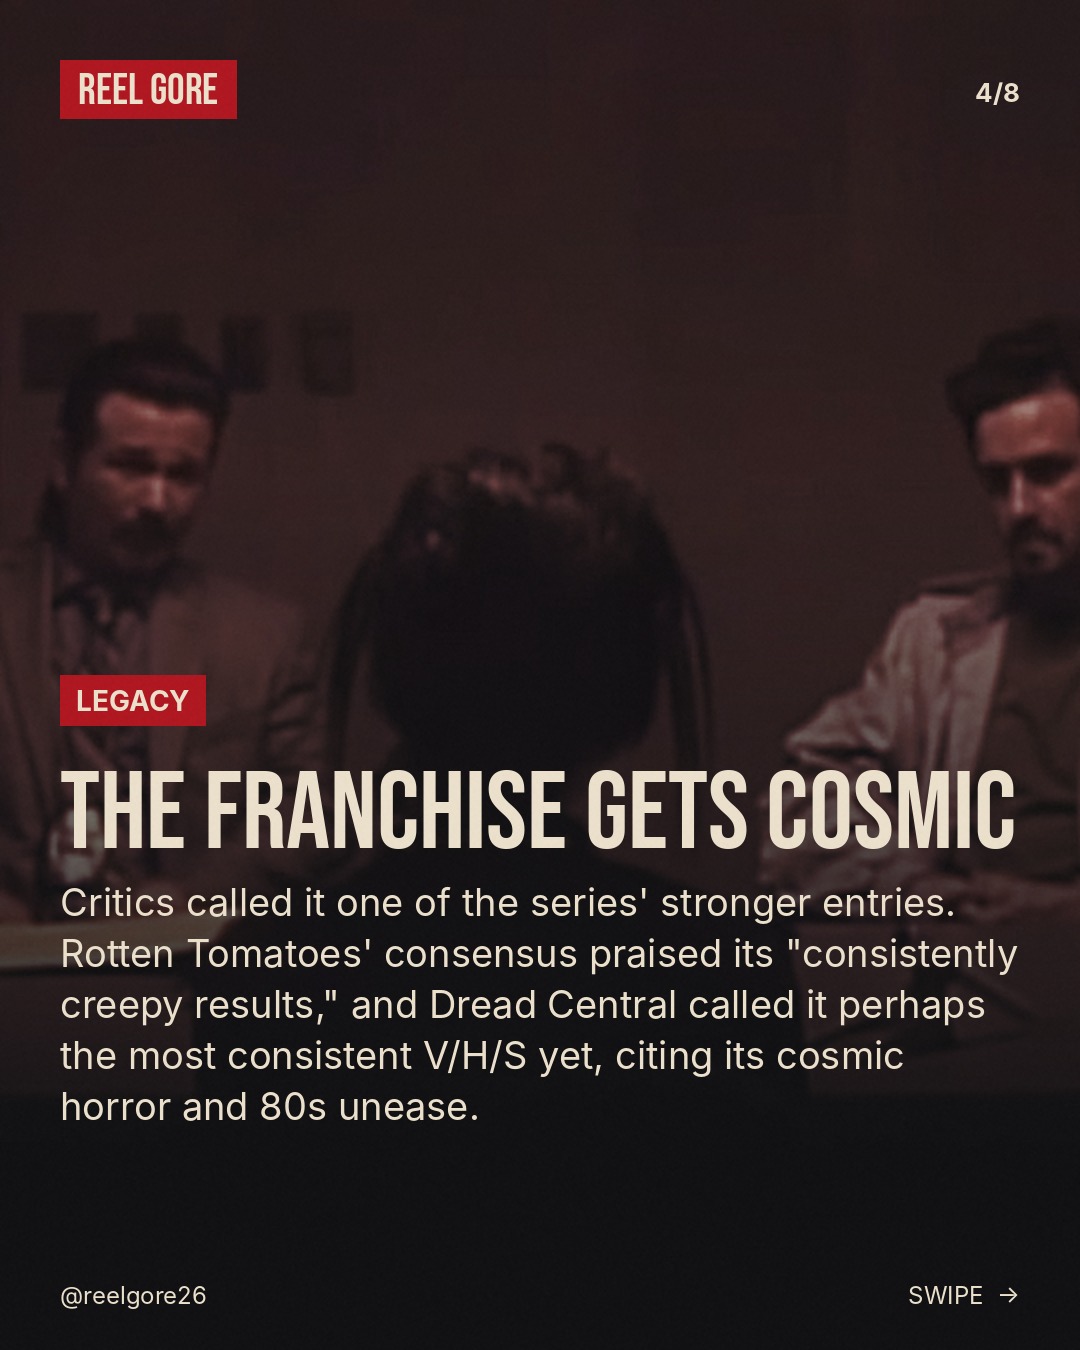 REEL GORE
4/8
LEGACY
THE FRANCHISE GETS COSMIC
Critics called it one of the series' stronger entries.
Rotten Tomatoes' consensus praised its "consistently
creepy results," and Dread Central called it perhaps
the most consistent V/H/S yet, citing its cosmic
horror and 80s unease.
@reelgore26
SWIPE →